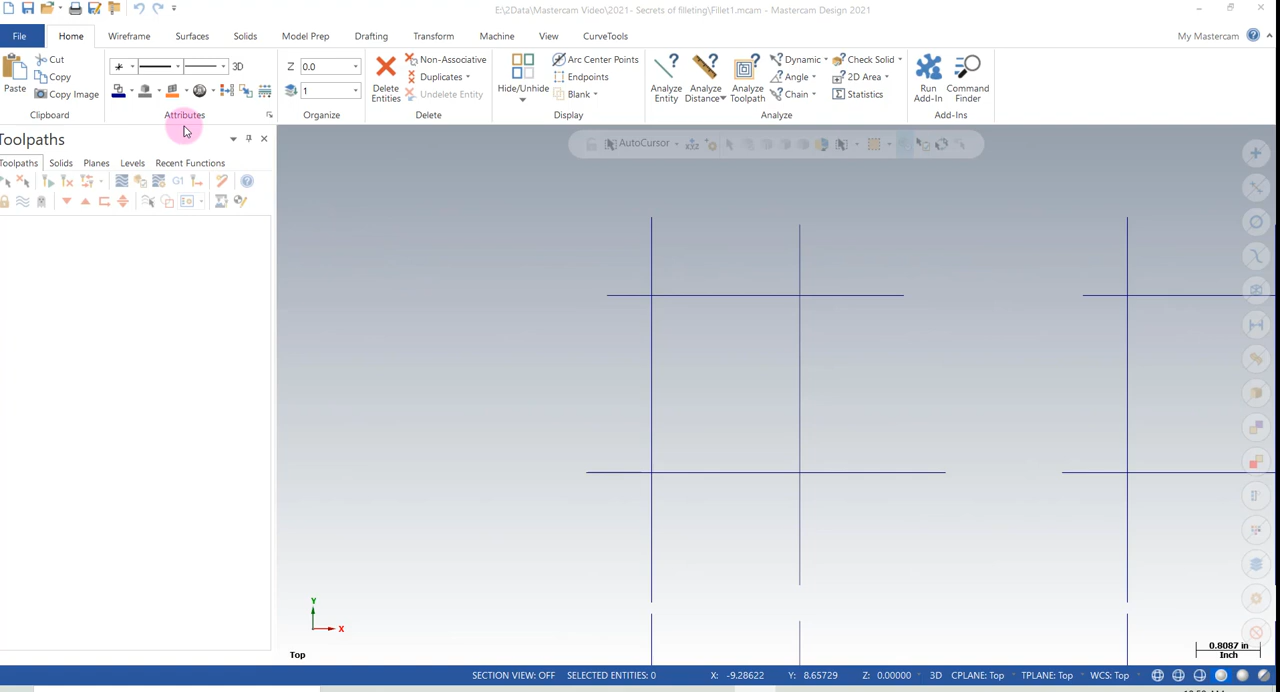 E:\2Data\Mastercam Video\2021- Secrets of filleting\Fillet1.mcam - Mastercam Design 2021
File Home Wireframe Surfaces Solids Model Prep Drafting Transform Machine View CurveTools My Mastercam
Paste Cut Copy Copy Image Clipboard
3D Attributes
Z 0.0 1 Organize
Delete Entities Non-Associative Duplicates Undelete Entity Delete
Hide/Unhide Arc Center Points Endpoints Blank Display
Analyze Entity Analyze Distance Analyze Toolpath Dynamic Angle Chain Check Solid 2D Area Statistics Analyze
Run Add-In Command Finder Add-Ins
Toolpaths
Toolpaths Solids Planes Levels Recent Functions
G1
AutoCursor XYZ
Y
X
Top
0.8087 in
Inch
SECTION VIEW: OFF SELECTED ENTITIES: 0 X: -9.28622 Y: 8.65729 Z: 0.00000 3D CPLANE: Top TPLANE: Top WCS: Top